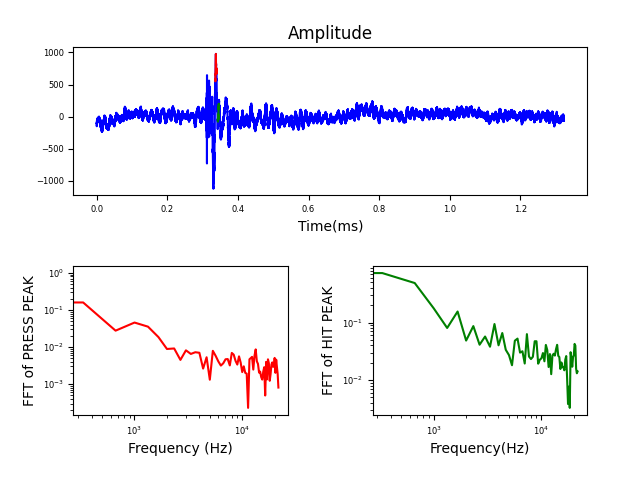 Amplitude
1000
500
0
−500
−1000
0.0 0.2 0.4 0.6 0.8 1.0 1.2
Time(ms)
FFT of PRESS PEAK
10⁰
10⁻¹
10⁻²
10⁻³
10³ 10⁴
Frequency (Hz)
FFT of HIT PEAK
10⁻¹
10⁻²
10³ 10⁴
Frequency(Hz)